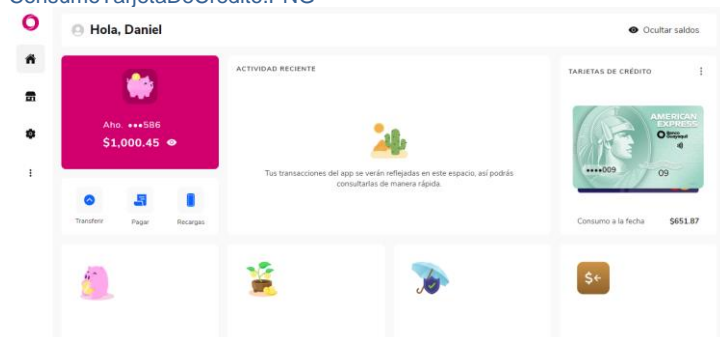 ConsumoTarjetaDeCredito.PNG
Hola, Daniel
Ocultar saldos
Aho. •••586
$1,000.45
Transferir
Pagar
Recargas
ACTIVIDAD RECIENTE
Tus transacciones del app se verán reflejadas en este espacio, así podrás
consultarlas de manera rápida.
TARJETAS DE CRÉDITO
AMERICAN
EXPRESS
Banco
Guayaquil
••••009
09
Consumo a la fecha
$651.87
$